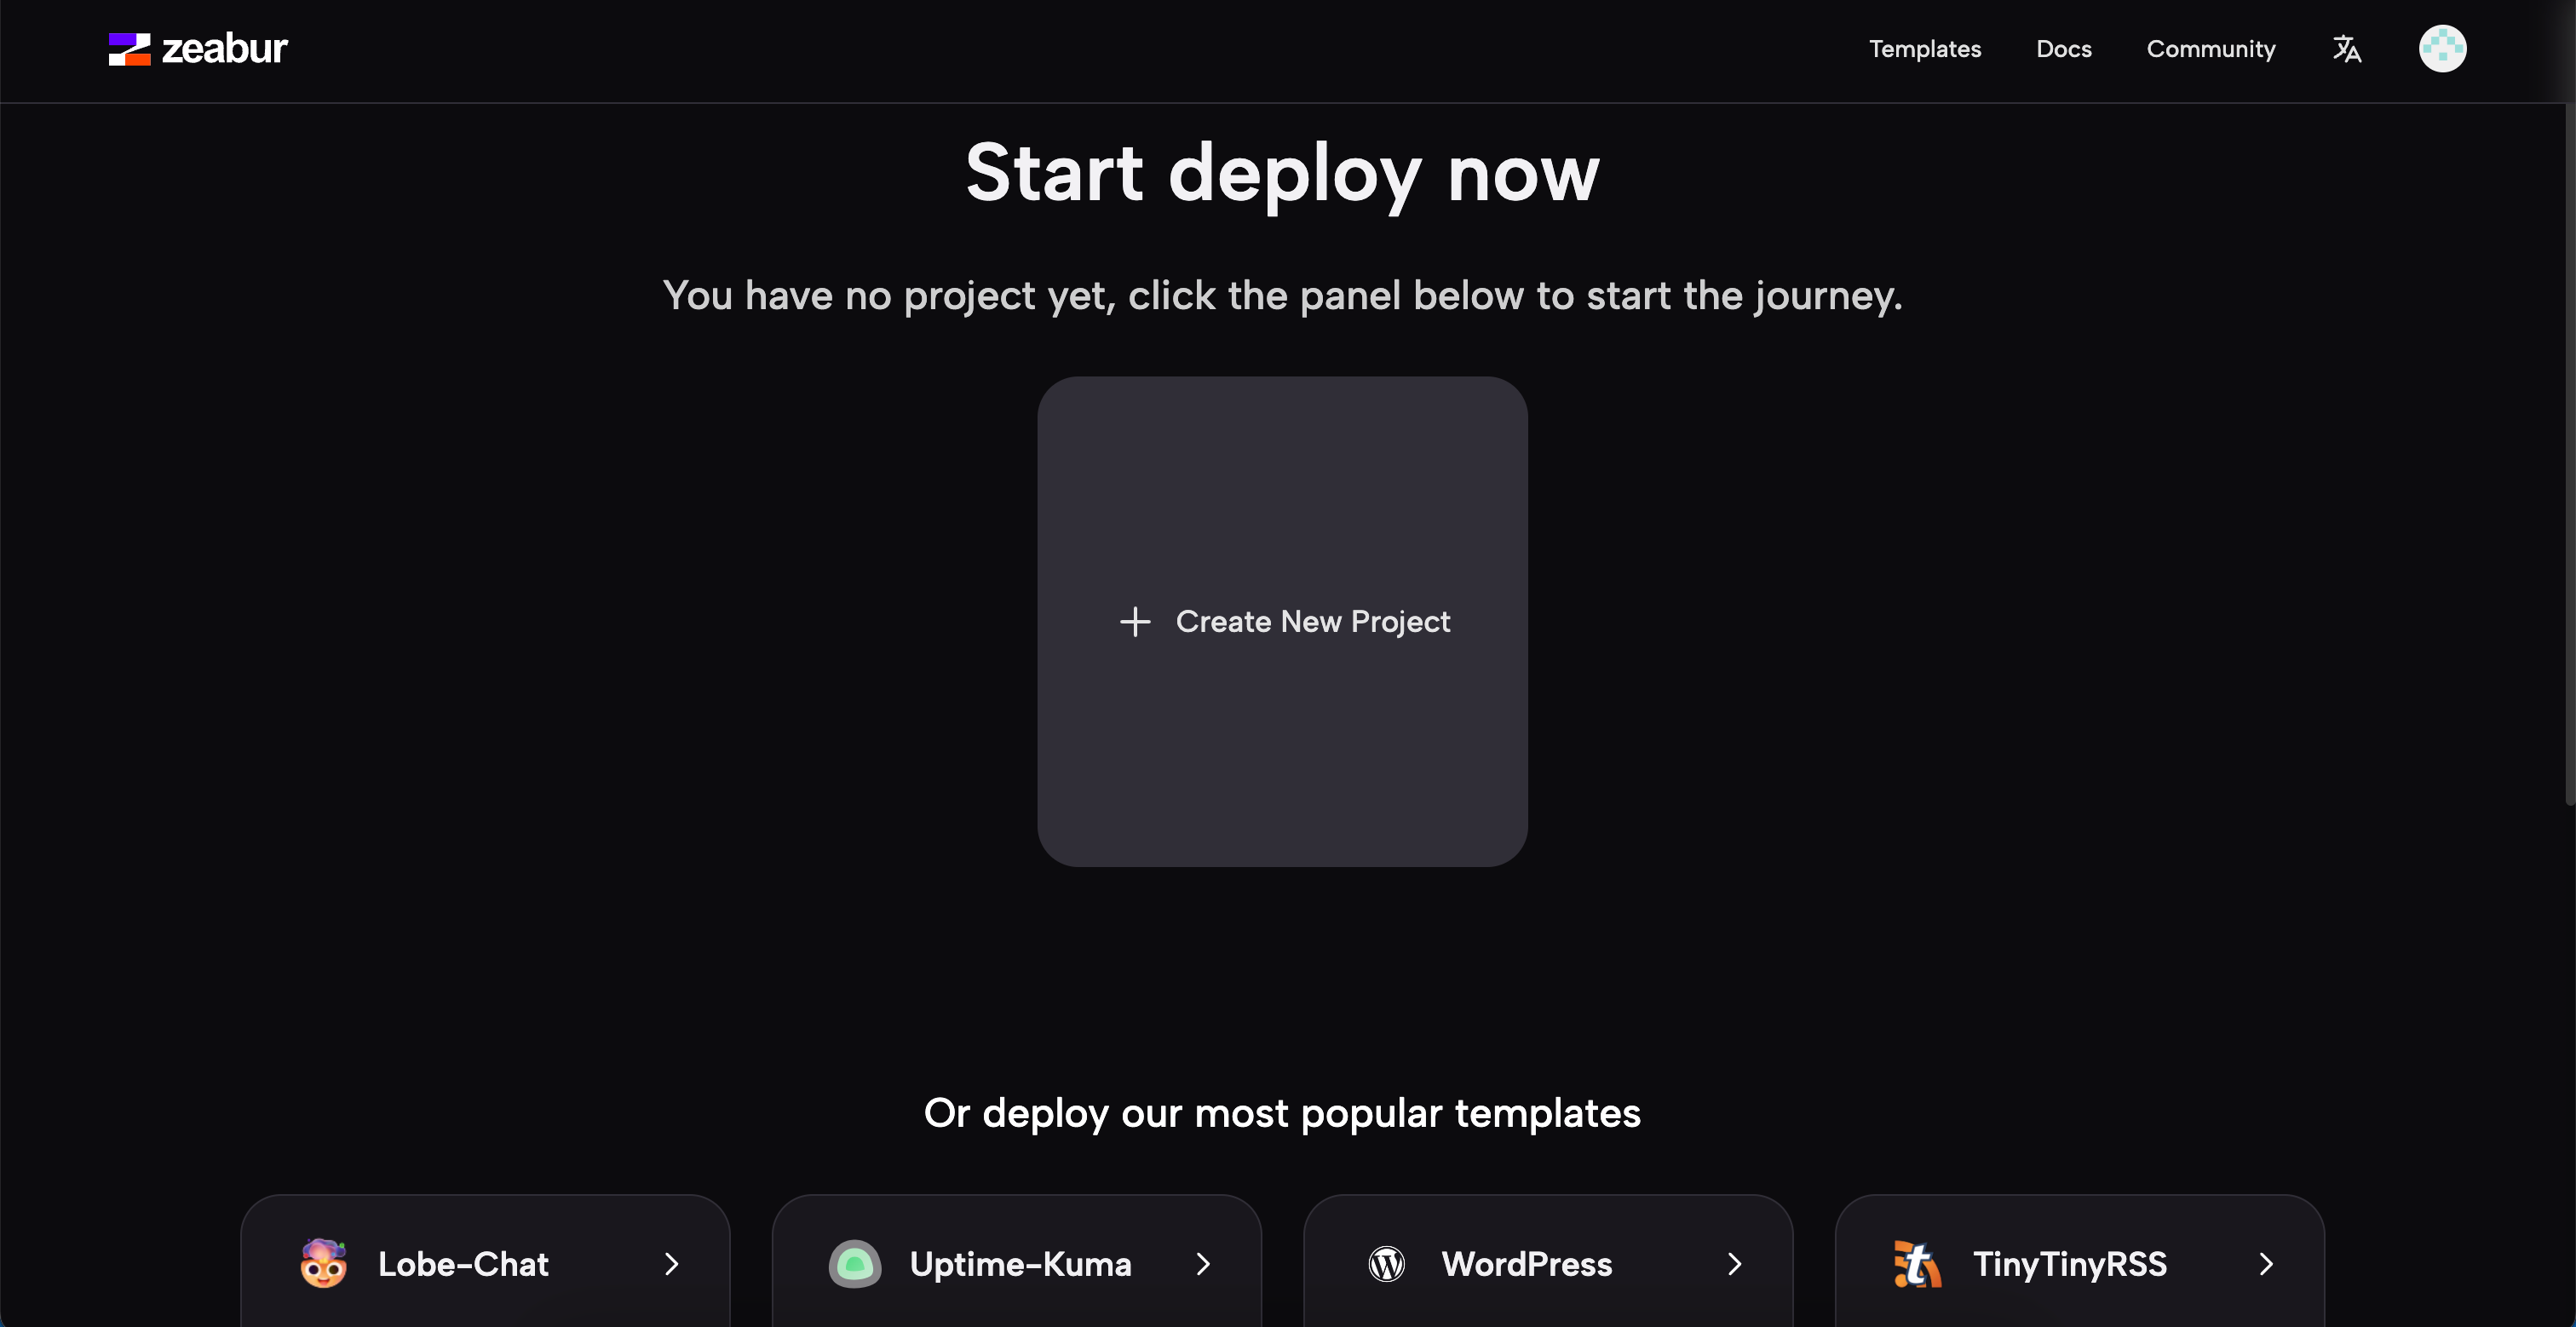 zeabur
Templates
Docs
Community
Start deploy now
You have no project yet, click the panel below to start the journey.
Create New Project
Or deploy our most popular templates
Lobe-Chat
Uptime-Kuma
WordPress
TinyTinyRSS